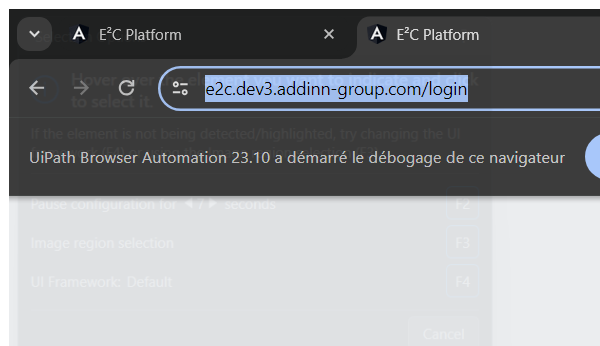 E²C Platform
E²C Platform
Hover over the element you want to indicate and click
to select it.
e2c.dev3.addinn-group.com/login
If the element is not being detected/highlighted, try changing the UI
UiPath Browser Automation 23.10 a démarré le débogage de ce navigateur
Pause configuration for 7 seconds F2
Image region selection F3
UI Framework: Default F4
Cancel